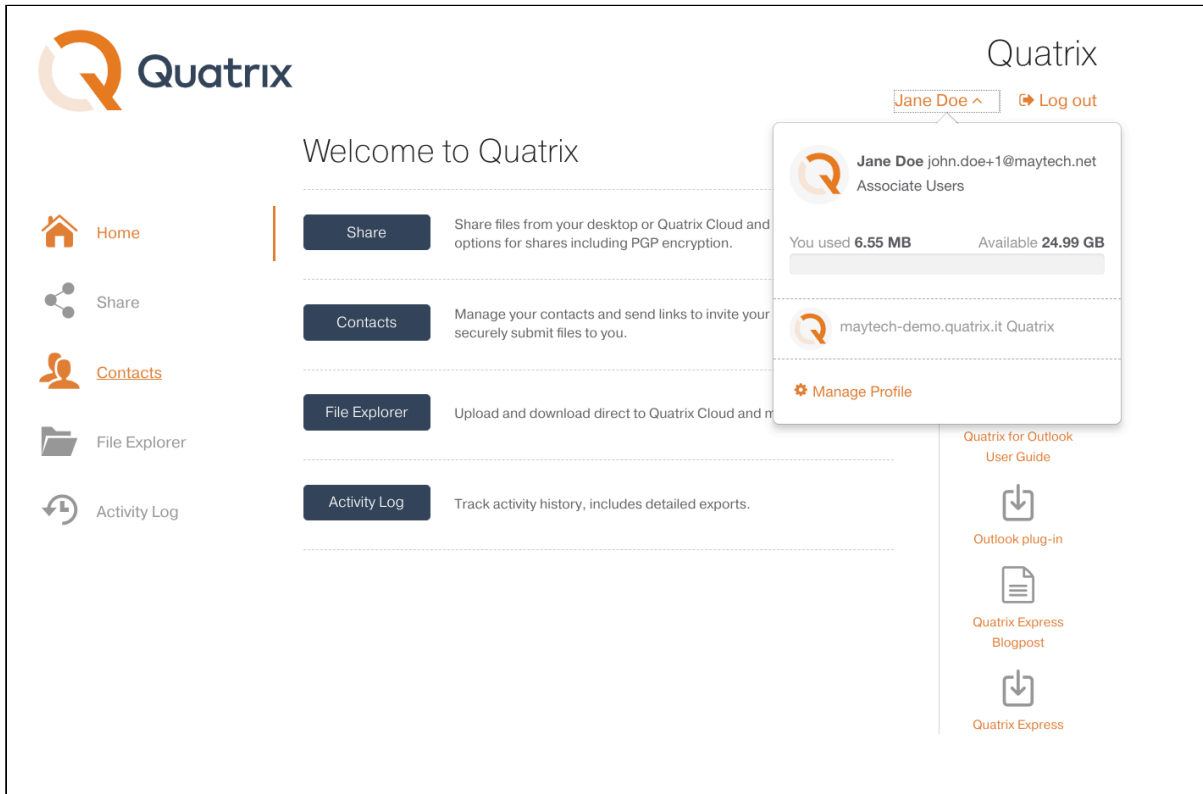 Quatrix
Quatrix
Jane Doe
Log out
Welcome to Quatrix
Jane Doe john.doe+1@maytech.net
Associate Users
You used 6.55 MB
Available 24.99 GB
maytech-demo.quatrix.it Quatrix
Manage Profile
Home
Share
Contacts
File Explorer
Activity Log
Share
Share files from your desktop or Quatrix Cloud and
options for shares including PGP encryption.
Contacts
Manage your contacts and send links to invite your
securely submit files to you.
File Explorer
Upload and download direct to Quatrix Cloud and
Activity Log
Track activity history, includes detailed exports.
Quatrix for Outlook
User Guide
Outlook plug-in
Quatrix Express
Blogpost
Quatrix Express